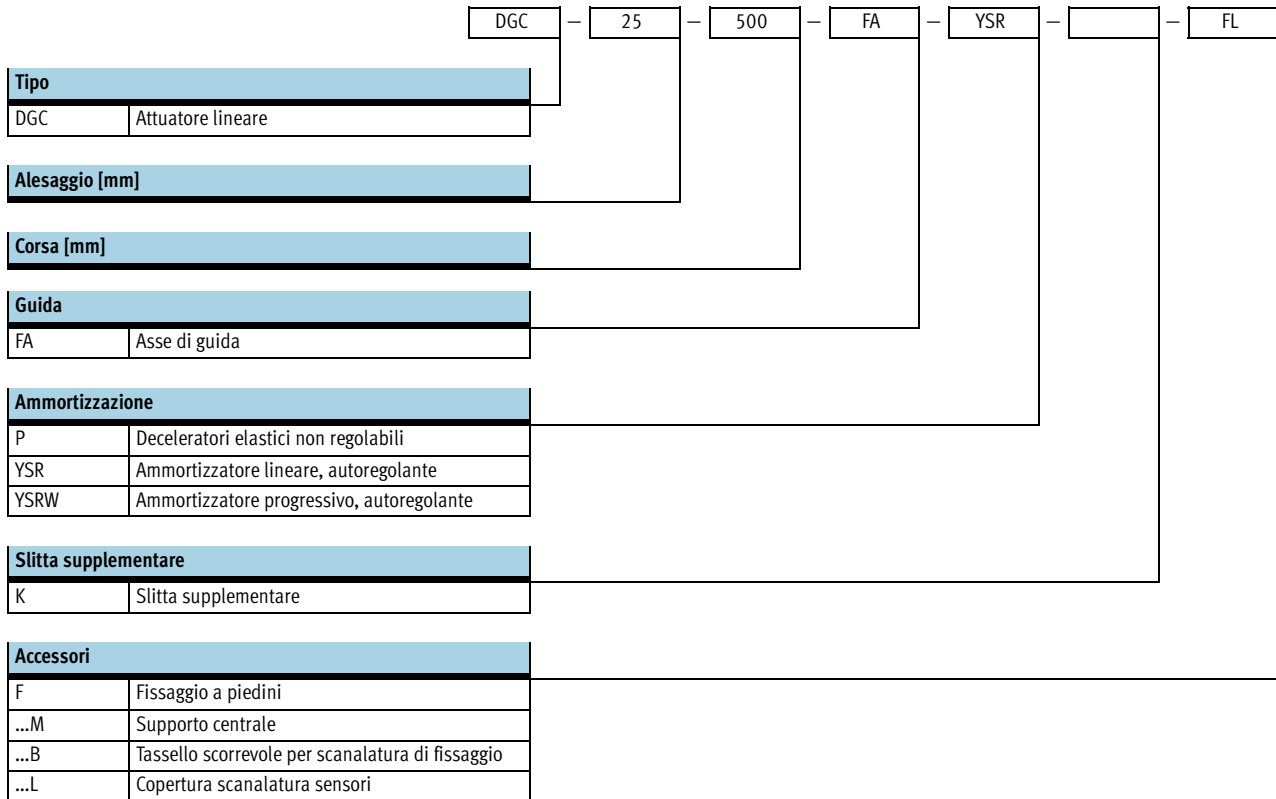 DGC — 25 — 500 — FA — YSR — — FL
Tipo
DGC Attuatore lineare
Alesaggio [mm]
Corsa [mm]
Guida
FA Asse di guida
Ammortizzazione
P Deceleratori elastici non regolabili
YSR Ammortizzatore lineare, autoregolante
YSRW Ammortizzatore progressivo, autoregolante
Slitta supplementare
K Slitta supplementare
Accessori
F Fissaggio a piedini
...M Supporto centrale
...B Tassello scorrevole per scanalatura di fissaggio
...L Copertura scanalatura sensori